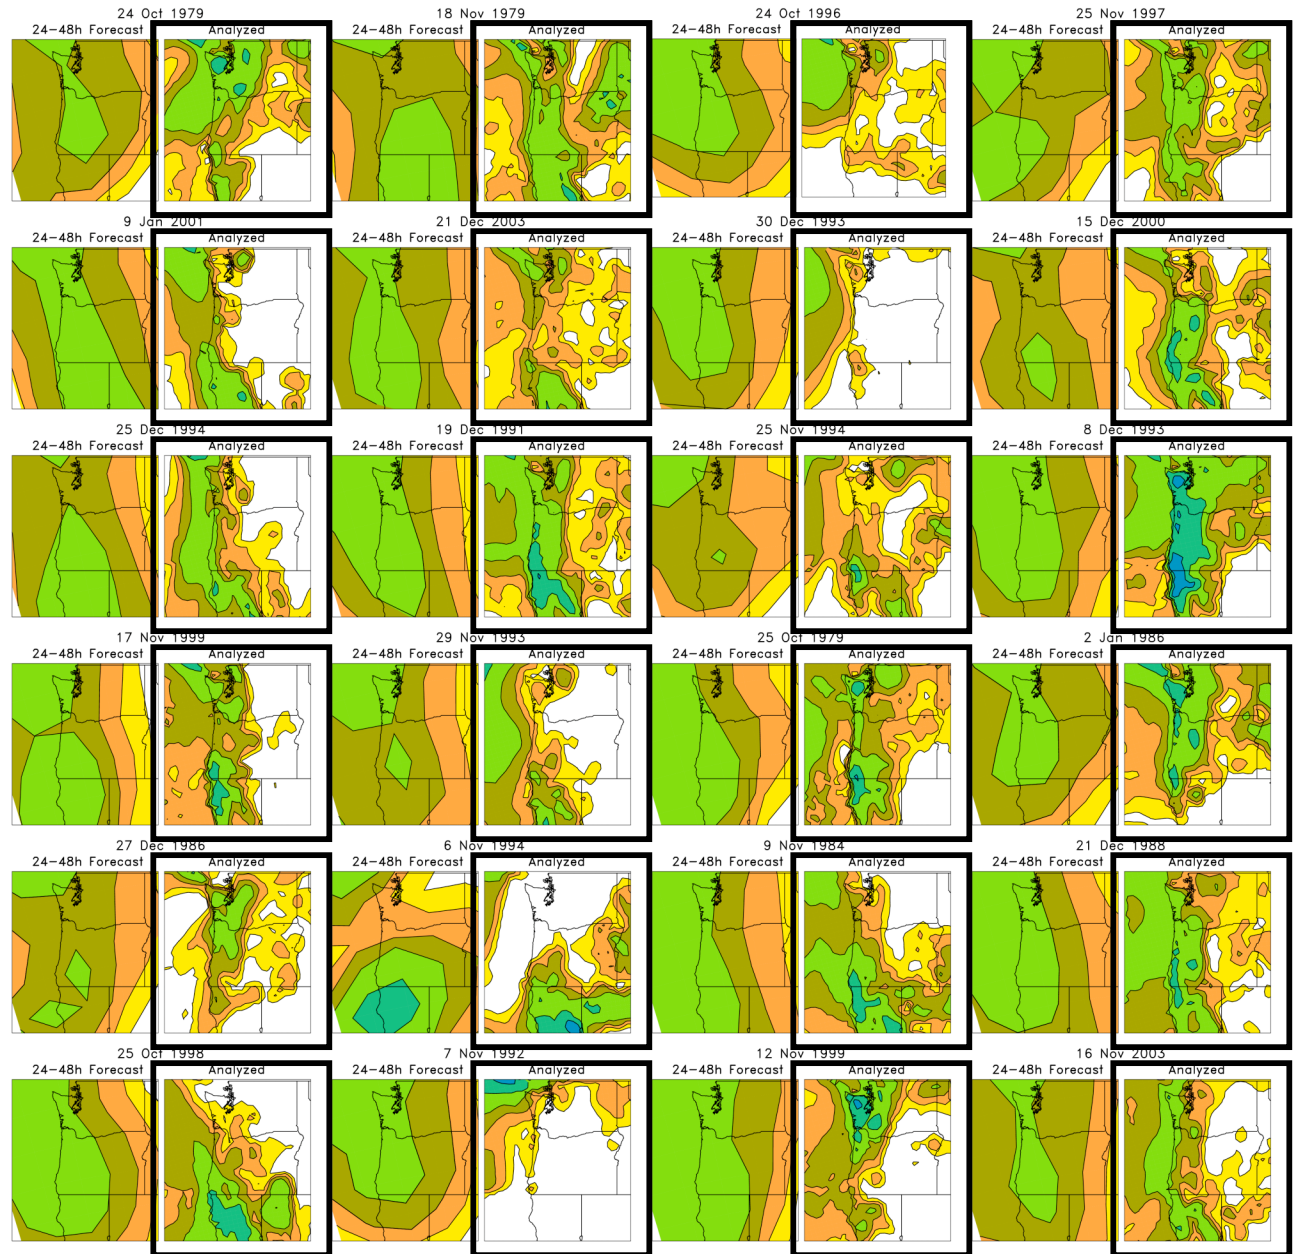 24 Oct 1979 18 Nov 1979 24 Oct 1996 25 Nov 1997
24-48h Forecast Analyzed 24-48h Forecast Analyzed 24-48h Forecast Analyzed 24-48h Forecast Analyzed
9 Jan 2001 21 Dec 2003 30 Dec 1993 15 Dec 2000
24-48h Forecast Analyzed 24-48h Forecast Analyzed 24-48h Forecast Analyzed 24-48h Forecast Analyzed
25 Dec 1994 19 Dec 1991 25 Nov 1994 8 Dec 1993
24-48h Forecast Analyzed 24-48h Forecast Analyzed 24-48h Forecast Analyzed 24-48h Forecast Analyzed
17 Nov 1999 29 Nov 1993 25 Oct 1979 2 Jan 1986
24-48h Forecast Analyzed 24-48h Forecast Analyzed 24-48h Forecast Analyzed 24-48h Forecast Analyzed
27 Dec 1986 6 Nov 1994 9 Nov 1984 21 Dec 1988
24-48h Forecast Analyzed 24-48h Forecast Analyzed 24-48h Forecast Analyzed 24-48h Forecast Analyzed
25 Oct 1998 7 Nov 1992 12 Nov 1999 16 Nov 2003
24-48h Forecast Analyzed 24-48h Forecast Analyzed 24-48h Forecast Analyzed 24-48h Forecast Analyzed